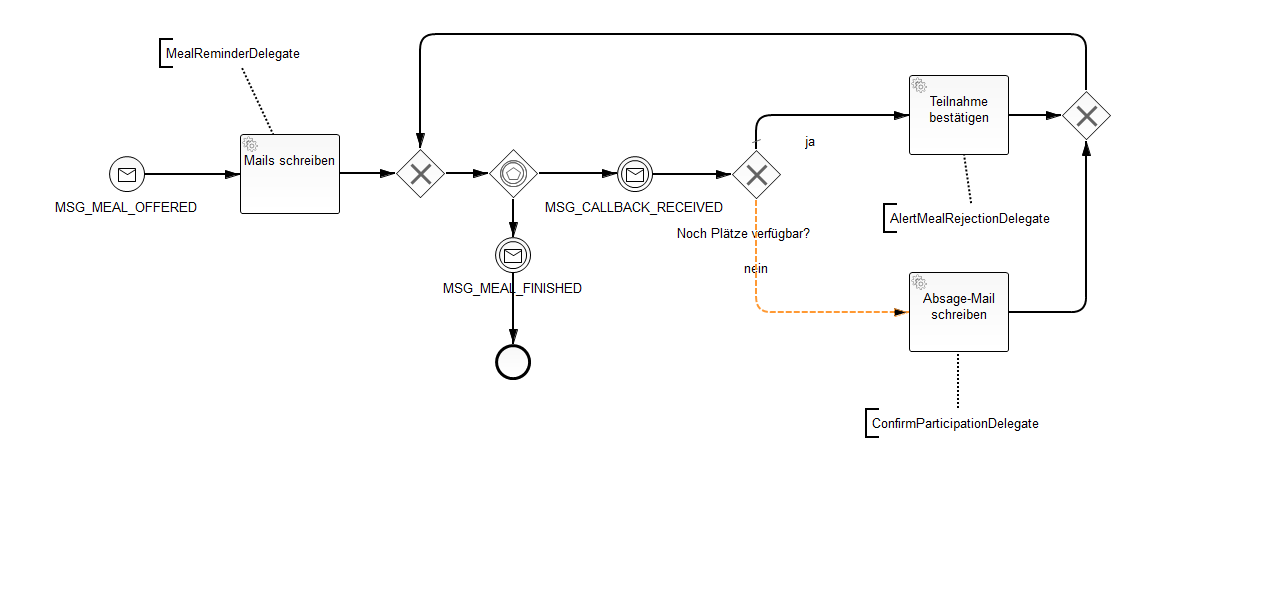 MealReminderDelegate
Mails schreiben
MSG_MEAL_OFFERED
MSG_CALLBACK_RECEIVED
MSG_MEAL_FINISHED
Noch Plätze verfügbar?
ja
nein
Teilnahme
bestätigen
AlertMealRejectionDelegate
Absage-Mail
schreiben
ConfirmParticipationDelegate